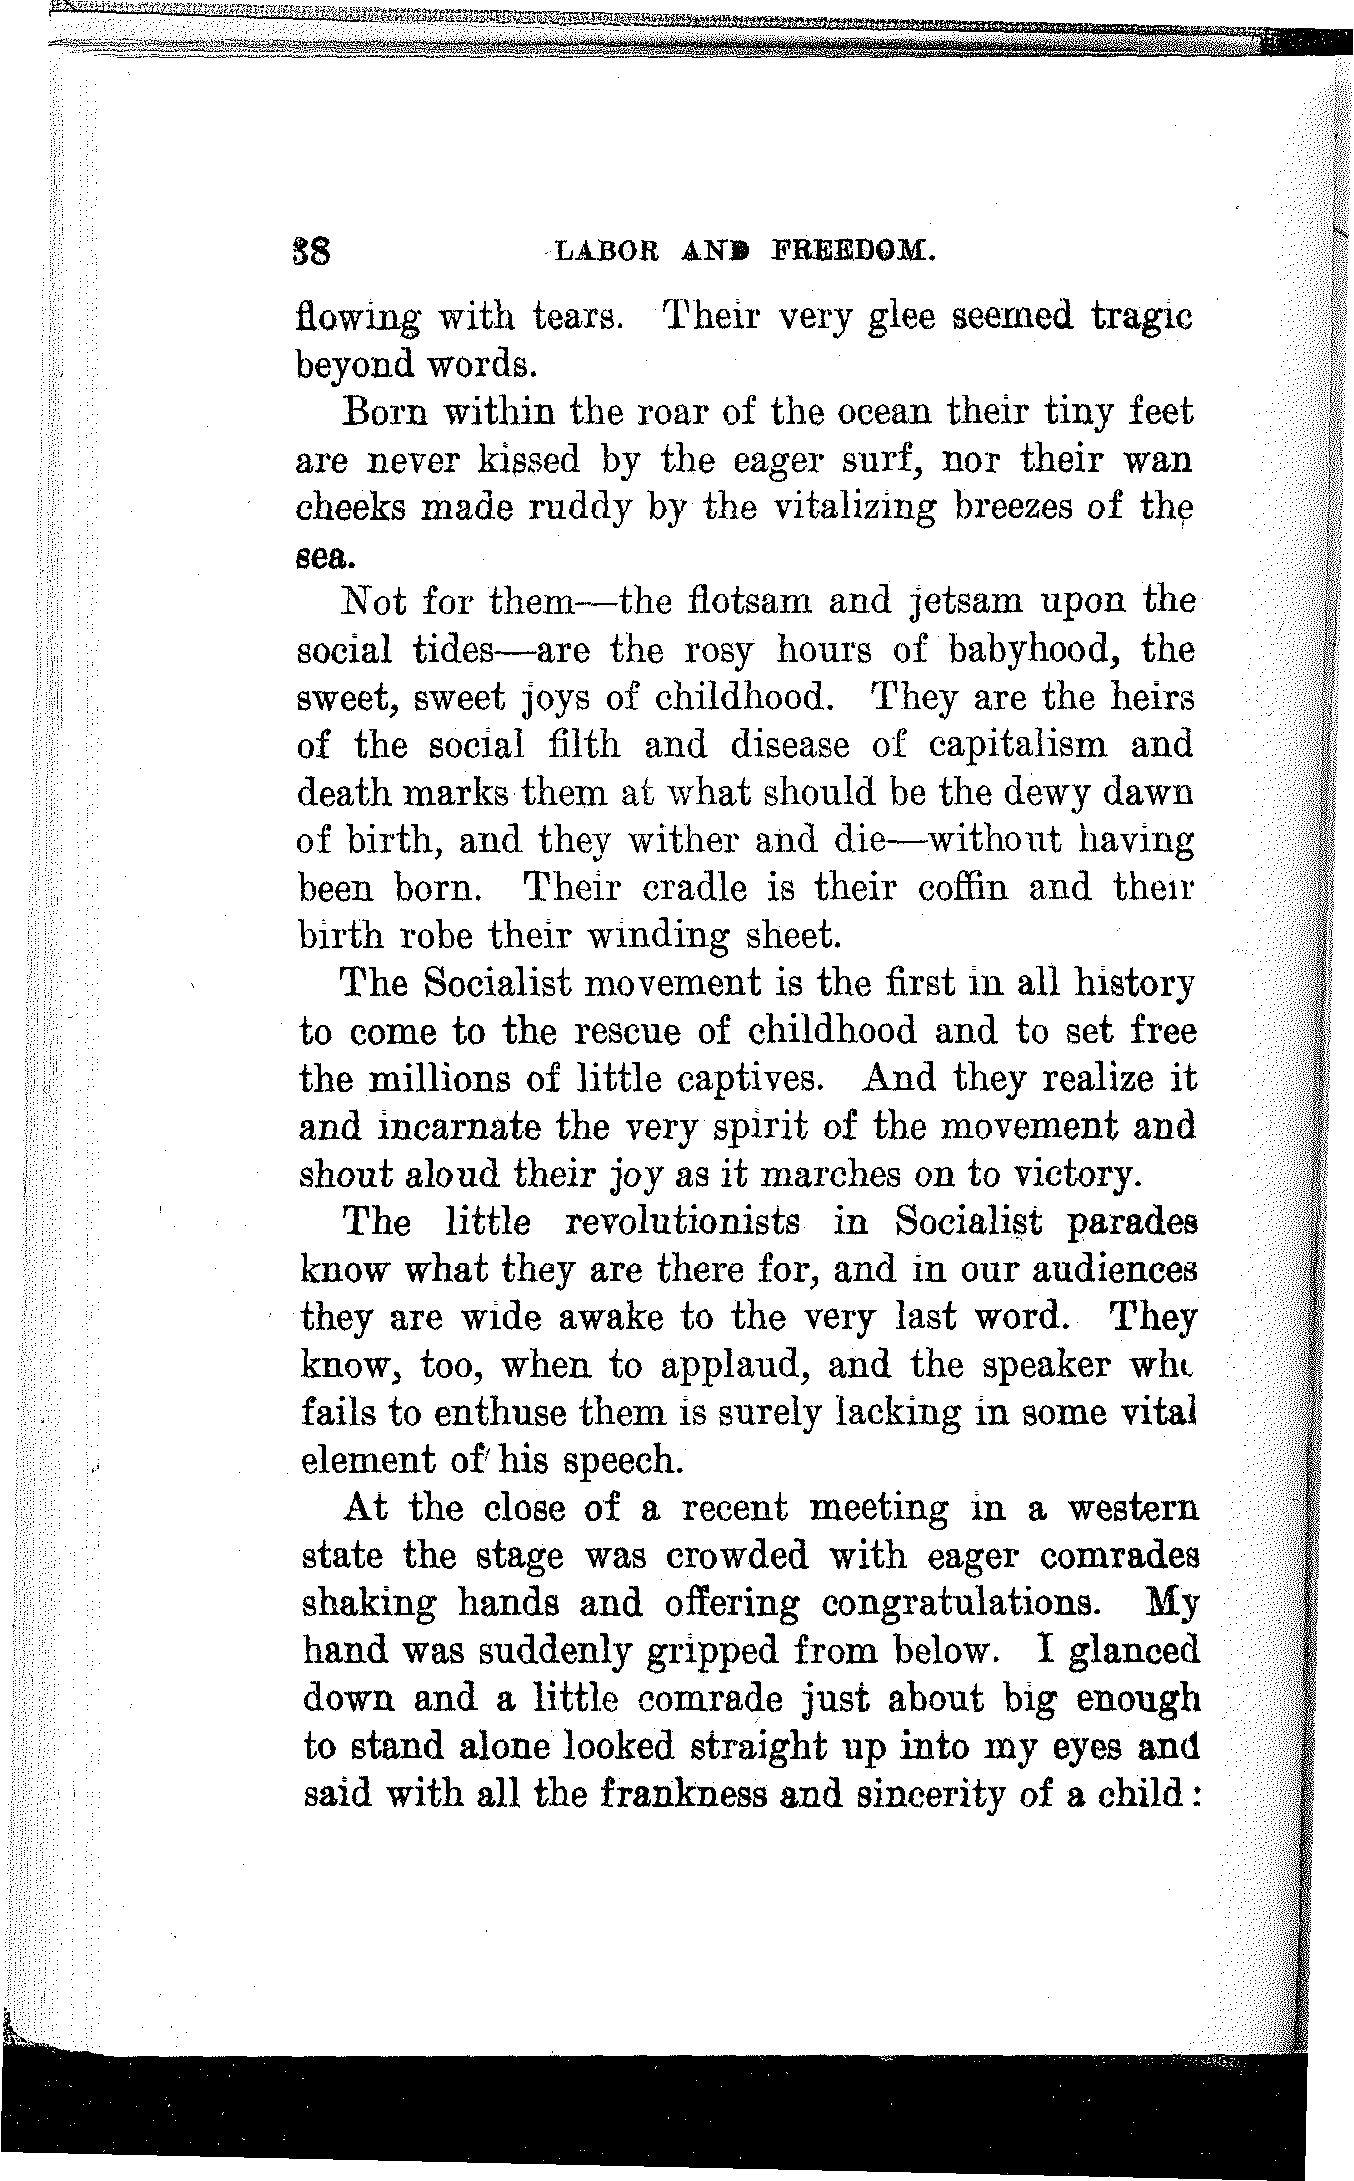 38 LABOR AND FREEDOM.
flowing with tears. Their very glee seemed tragic
beyond words.
Born within the roar of the ocean their tiny feet
are never kissed by the eager surf, nor their wan
cheeks made ruddy by the vitalizing breezes of the
sea.
Not for them—the flotsam and jetsam upon the
social tides—are the rosy hours of babyhood, the
sweet, sweet joys of childhood. They are the heirs
of the social filth and disease of capitalism and
death marks them at what should be the dewy dawn
of birth, and they wither and die—without having
been born. Their cradle is their coffin and their
birth robe their winding sheet.
The Socialist movement is the first in all history
to come to the rescue of childhood and to set free
the millions of little captives. And they realize it
and incarnate the very spirit of the movement and
shout aloud their joy as it marches on to victory.
The little revolutionists in Socialist parades
know what they are there for, and in our audiences
they are wide awake to the very last word. They
know, too, when to applaud, and the speaker who
fails to enthuse them is surely lacking in some vital
element of his speech.
At the close of a recent meeting in a western
state the stage was crowded with eager comrades
shaking hands and offering congratulations. My
hand was suddenly gripped from below. I glanced
down and a little comrade just about big enough
to stand alone looked straight up into my eyes and
said with all the frankness and sincerity of a child: